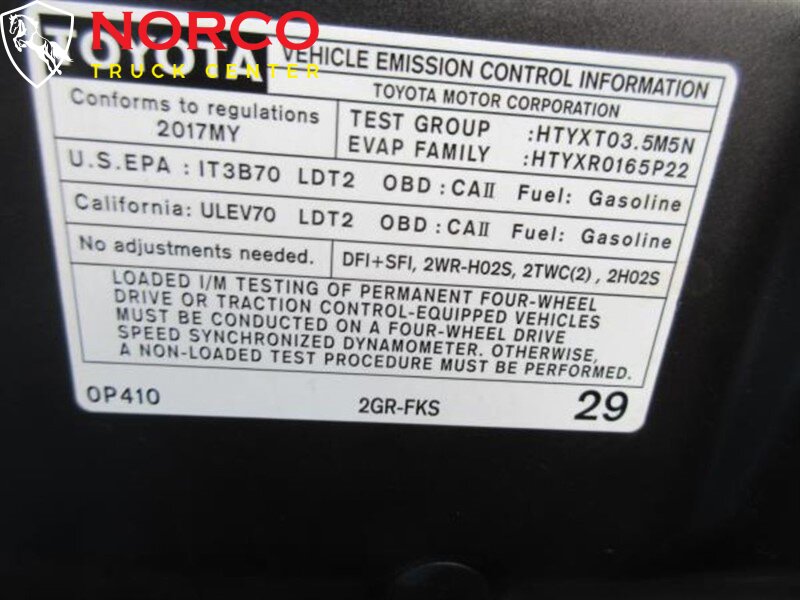 NORCO
TRUCK CENTER
TOYOTA VEHICLE EMISSION CONTROL INFORMATION
TOYOTA MOTOR CORPORATION
Conforms to regulations
2017MY
TEST GROUP :HTYXT03.5M5N
EVAP FAMILY :HTYXR0165P22
U.S.EPA : IT3B70 LDT2 OBD : CAII Fuel: Gasoline
California: ULEV70 LDT2 OBD : CAII Fuel: Gasoline
No adjustments needed. DFI+SFI, 2WR-HO2S, 2TWC(2) , 2HO2S
LOADED I/M TESTING OF PERMANENT FOUR-WHEEL
DRIVE OR TRACTION CONTROL-EQUIPPED VEHICLES
MUST BE CONDUCTED ON A FOUR-WHEEL DRIVE
SPEED SYNCHRONIZED DYNAMOMETER. OTHERWISE,
A NON-LOADED TEST PROCEDURE MUST BE PERFORMED.
0P410 2GR-FKS 29